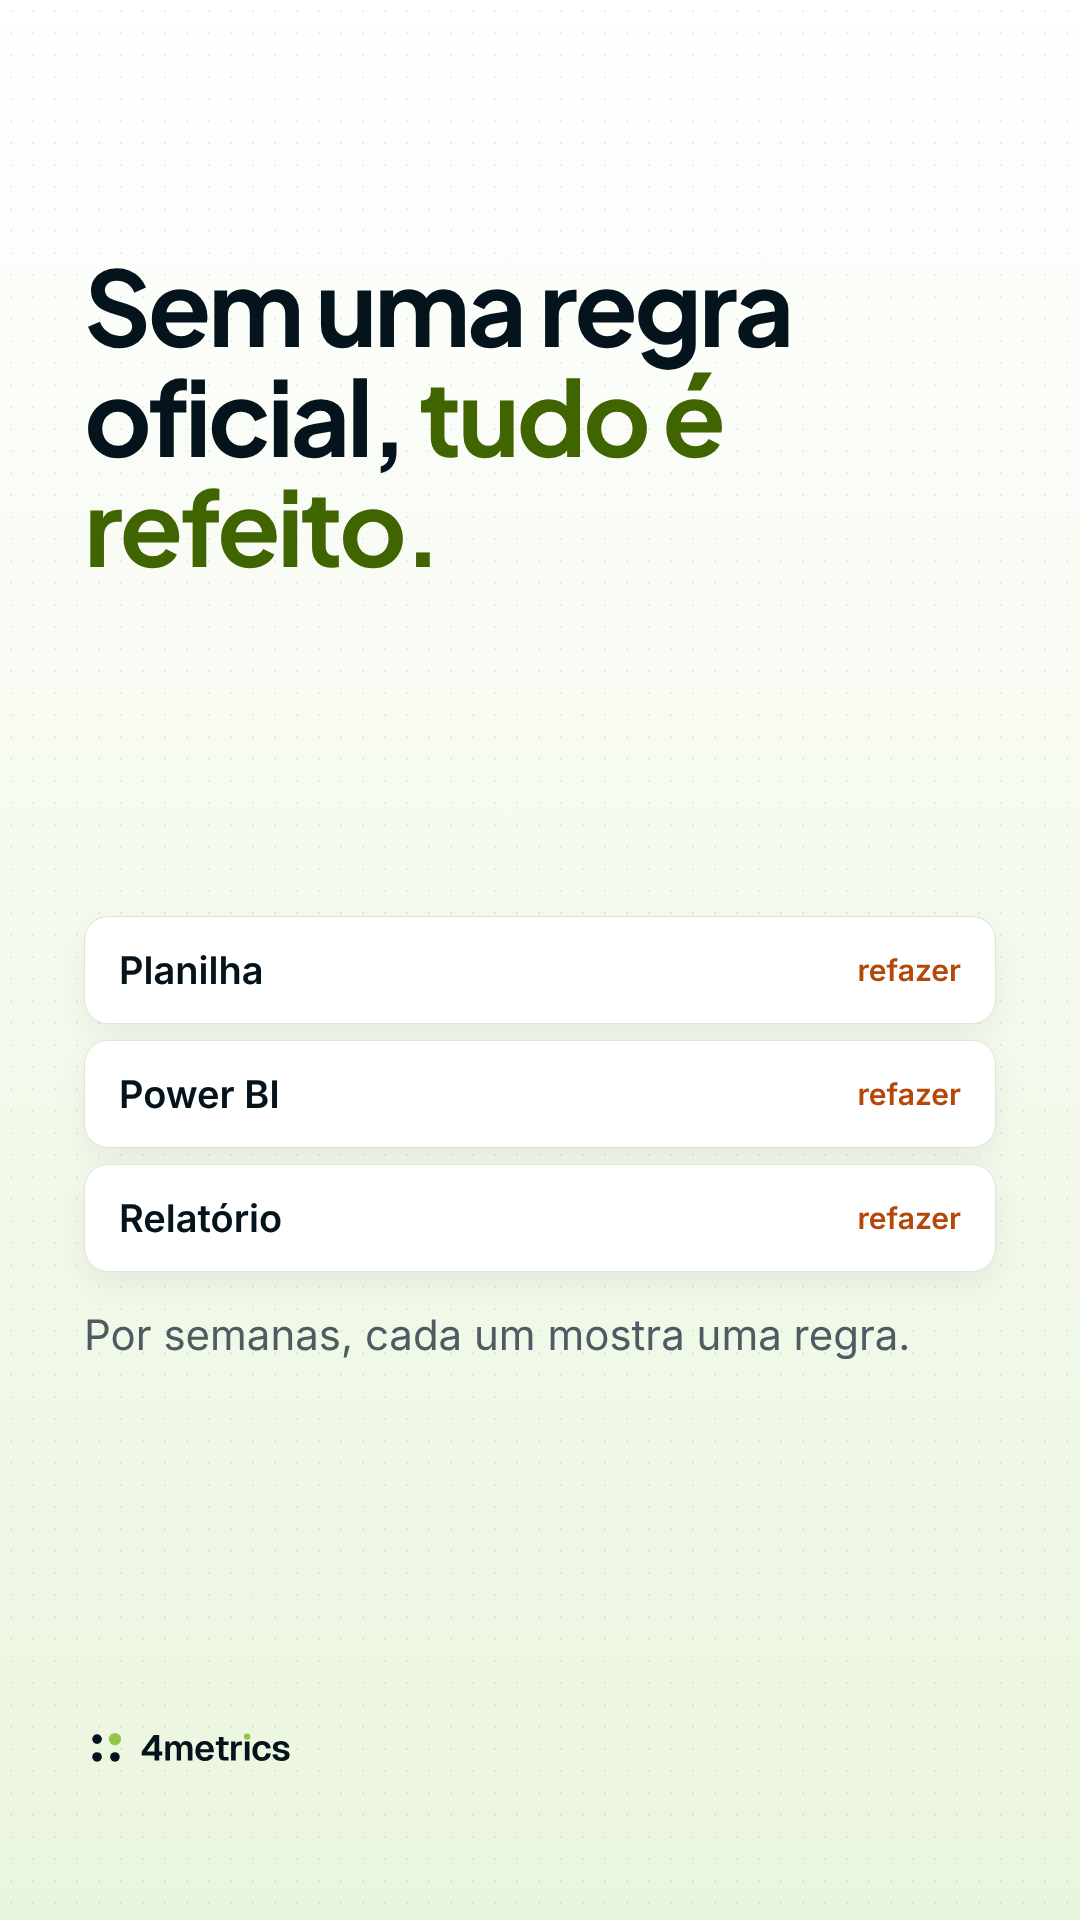 Sem uma regra
oficial, tudo é
refeito.
Planilha refazer
Power BI refazer
Relatório refazer
Por semanas, cada um mostra uma regra.
4metrics